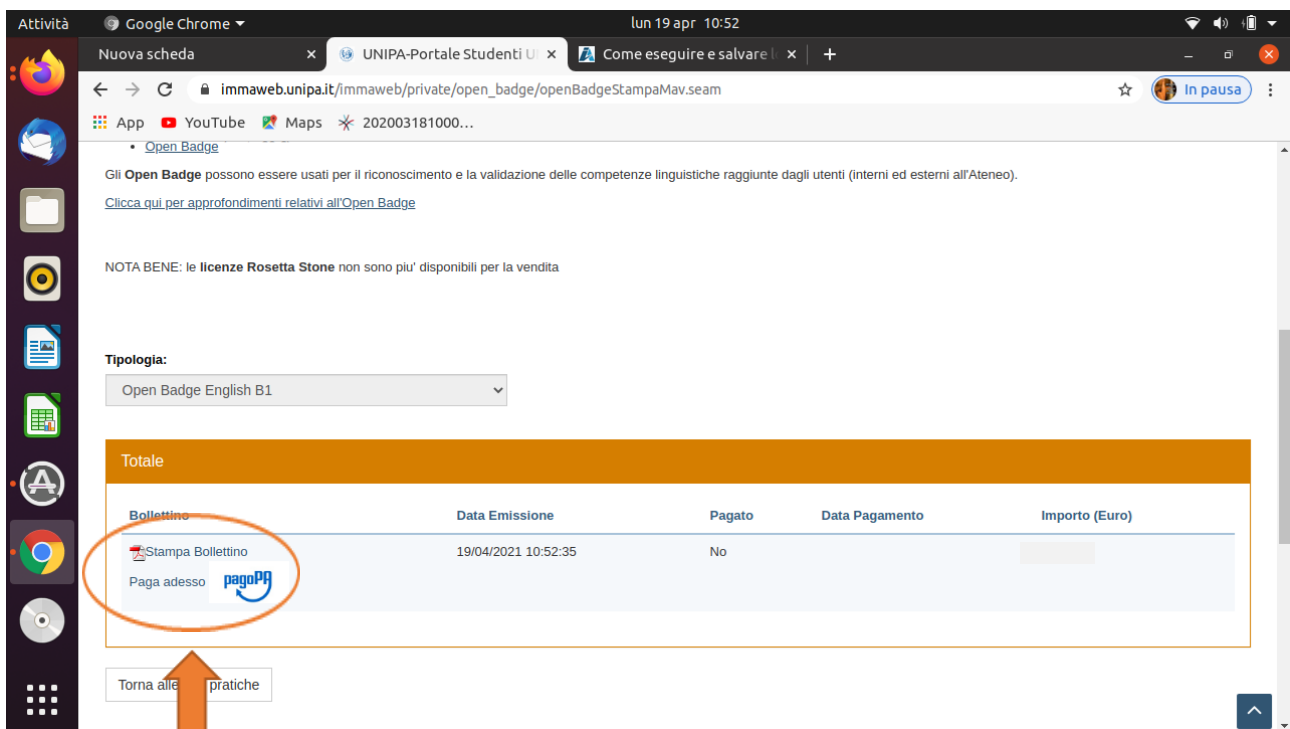 Attività
Google Chrome
lun 19 apr 10:52
Nuova scheda
UNIPA-Portale Studenti U
Come eseguire e salvare l
immaweb.unipa.it/immaweb/private/open_badge/openBadgeStampaMav.seam
In pausa
App
YouTube
Maps
202003181000...
Open Badge
Gli Open Badge possono essere usati per il riconoscimento e la validazione delle competenze linguistiche raggiunte dagli utenti (interni ed esterni all'Ateneo).
Clicca qui per approfondimenti relativi all'Open Badge
NOTA BENE: le licenze Rosetta Stone non sono piu' disponibili per la vendita
Tipologia:
Open Badge English B1
Totale
Bollettino Data Emissione Pagato Data Pagamento Importo (Euro)
Stampa Bollettino 19/04/2021 10:52:35 No
Paga adesso pagoPA
Torna alle pratiche